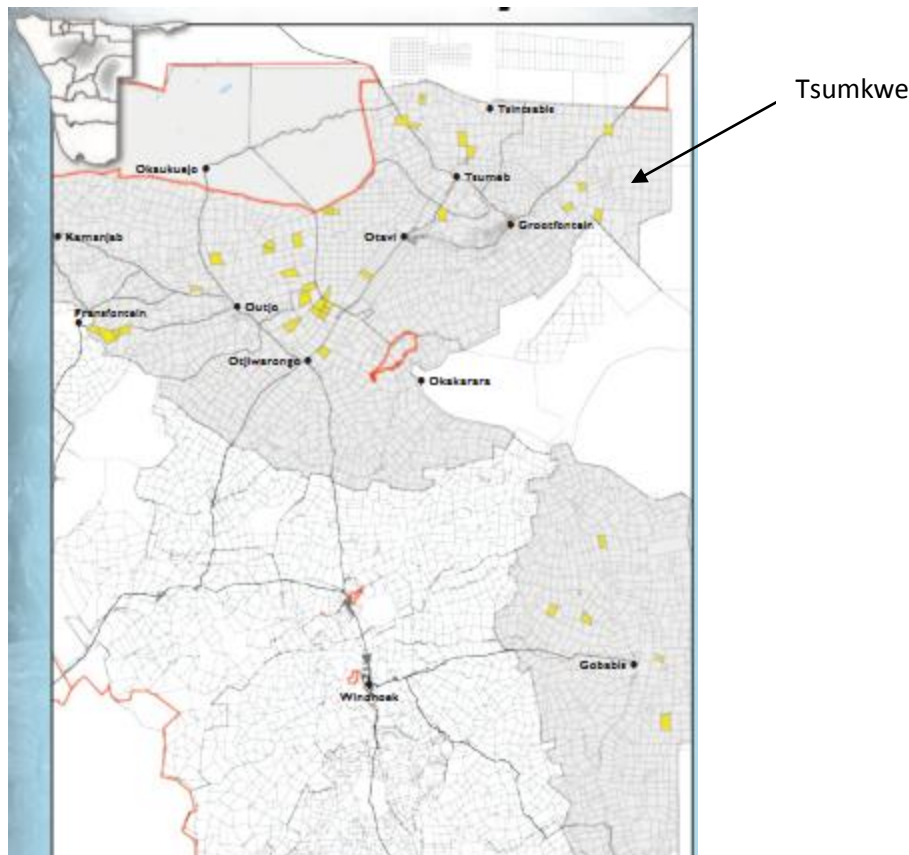 Tsumkwe
Tsintsabis
Okaukuejo
Tsumeb
Grootfontein
Kamanjab
Otavi
Outjo
Fransfontein
Otjiwarongo
Okakarara
Gobabis
Windhoek